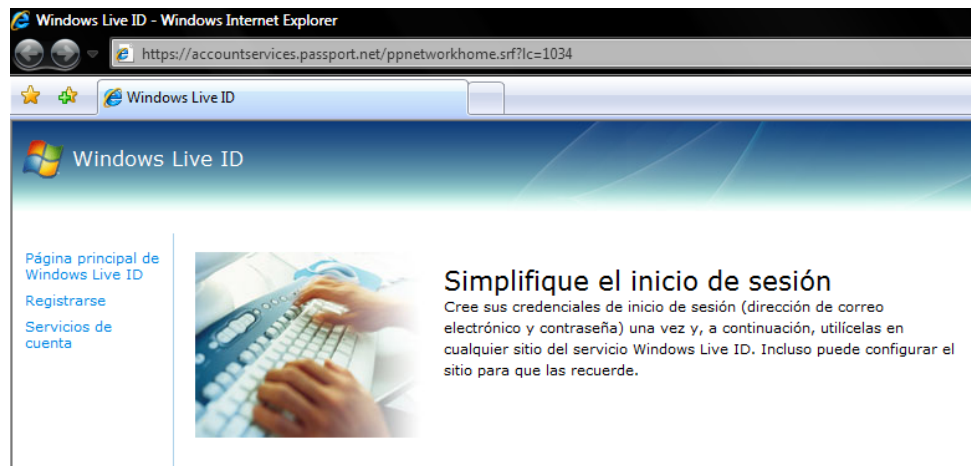 Windows Live ID - Windows Internet Explorer
https://accountservices.passport.net/ppnetworkhome.srf?lc=1034
Windows Live ID
Windows Live ID
Página principal de
Windows Live ID
Registrarse
Servicios de
cuenta
Simplifique el inicio de sesión
Cree sus credenciales de inicio de sesión (dirección de correo
electrónico y contraseña) una vez y, a continuación, utilícelas en
cualquier sitio del servicio Windows Live ID. Incluso puede configurar el
sitio para que las recuerde.